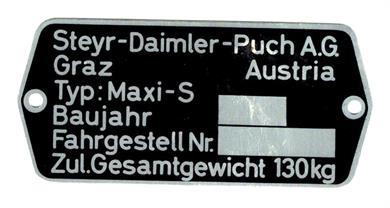 Steyr-Daimler-Puch A.G.
Graz Austria
Typ: Maxi-S
Baujahr
Fahrgestell Nr.
Zul. Gesamtgewicht 130kg